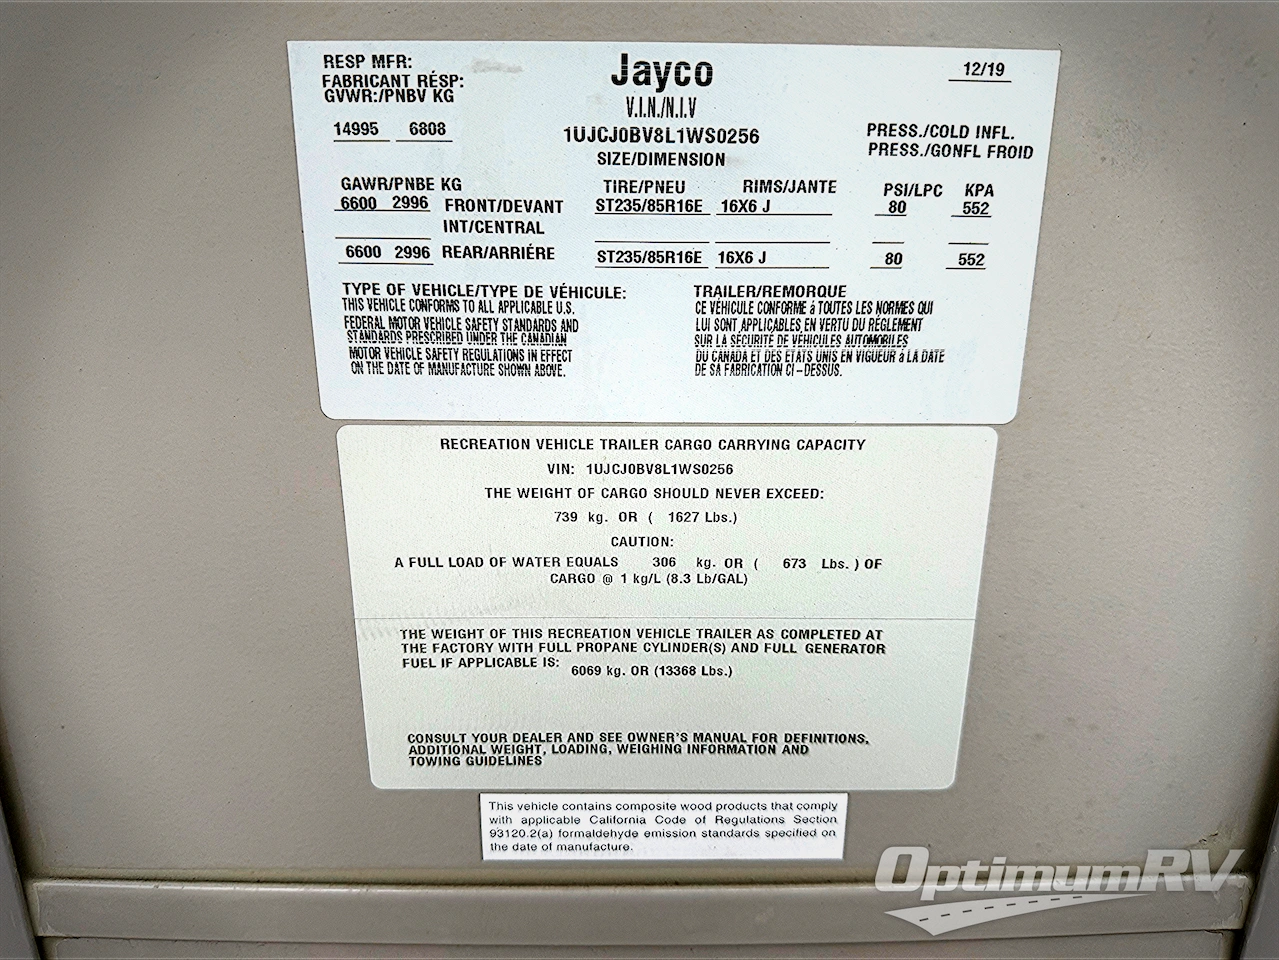 RESP MFR:
FABRICANT RÉSP:
GVWR:/PNBV KG
14995 6808
Jayco
V.I.N./N.I.V
1UJCJ0BV8L1WS0256
SIZE/DIMENSION
12/19
PRESS./COLD INFL.
PRESS./GONFL FROID
GAWR/PNBE KG TIRE/PNEU RIMS/JANTE PSI/LPC KPA
6600 2996 FRONT/DEVANT ST235/85R16E 16X6 J 80 552
INT/CENTRAL
6600 2996 REAR/ARRIÉRE ST235/85R16E 16X6 J 80 552
TYPE OF VEHICLE/TYPE DE VÉHICULE: TRAILER/REMORQUE
THIS VEHICLE CONFORMS TO ALL APPLICABLE U.S.
FEDERAL MOTOR VEHICLE SAFETY STANDARDS AND
STANDARDS PRESCRIBED UNDER THE CANADIAN
MOTOR VEHICLE SAFETY REGULATIONS IN EFFECT
ON THE DATE OF MANUFACTURE SHOWN ABOVE.
CE VÉHICULE CONFORME á TOUTES LES NORMES QUI
LUI SONT APPLICABLES EN VERTU DU RÉGLEMENT
SUR LA SÉCURITÉ DE VÉHICULES AUTOMOBILES
DU CANADA ET DES ÉTATS UNIS EN VIGUEUR á LA DATE
DE SA FABRICATION CI-DESSUS.
RECREATION VEHICLE TRAILER CARGO CARRYING CAPACITY
VIN: 1UJCJ0BV8L1WS0256
THE WEIGHT OF CARGO SHOULD NEVER EXCEED:
739 kg. OR ( 1627 Lbs.)
CAUTION:
A FULL LOAD OF WATER EQUALS 306 kg. OR ( 673 Lbs. ) OF
CARGO @ 1 kg/L (8.3 Lb/GAL)
THE WEIGHT OF THIS RECREATION VEHICLE TRAILER AS COMPLETED AT
THE FACTORY WITH FULL PROPANE CYLINDER(S) AND FULL GENERATOR
FUEL IF APPLICABLE IS: 6069 kg. OR (13368 Lbs.)
CONSULT YOUR DEALER AND SEE OWNER'S MANUAL FOR DEFINITIONS,
ADDITIONAL WEIGHT, LOADING, WEIGHING INFORMATION AND
TOWING GUIDELINES
This vehicle contains composite wood products that comply
with applicable California Code of Regulations Section
93120.2(a) formaldehyde emission standards specified on
the date of manufacture.
OptimumRV